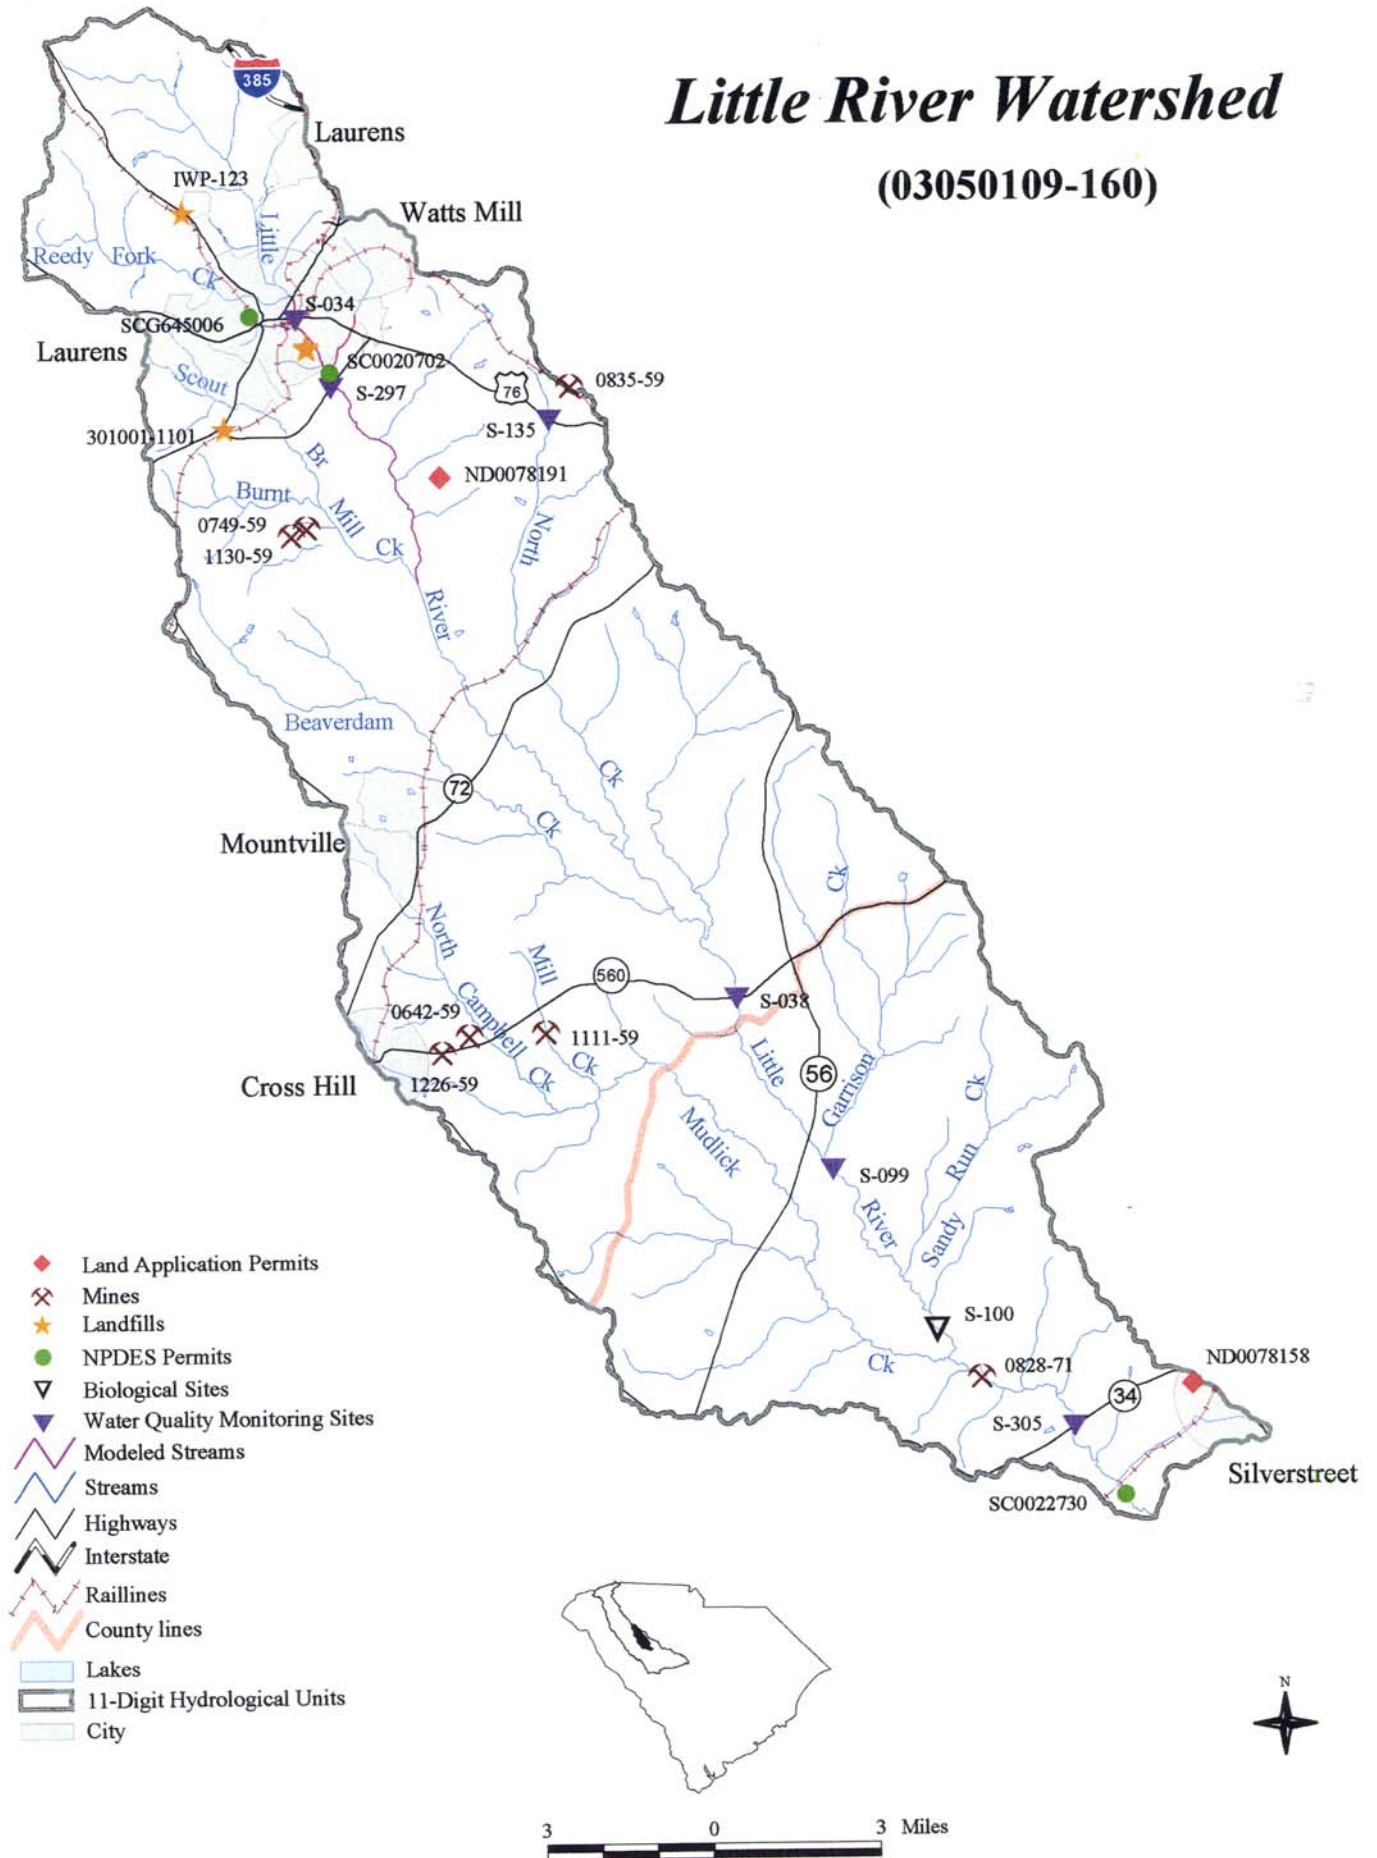 Little River Watershed
(03050109-160)
385
Laurens
IWP-123
Watts Mill
Little
Reedy Fork
Ck
S-034
SCG645006
Laurens
SC0020702
Scout
S-297
76
0835-59
S-135
301001-1101
Br
ND0078191
Burnt
Mill
0749-59
North
1130-59
Ck
River
Beaverdam
Ck
72
Ck
Mountville
Ck
North
Mill
560
Campbell
0642-59
S-038
1111-59
Little
Ck
56
Garrison
Cross Hill
1226-59
Ck
Ck
Mudlick
Run
S-099
River
Sandy
Land Application Permits
Mines
Landfills
NPDES Permits
Biological Sites
Water Quality Monitoring Sites
Modeled Streams
Streams
Highways
Interstate
Raillines
County lines
Lakes
11-Digit Hydrological Units
City
S-100
Ck
0828-71
ND0078158
34
S-305
Silverstreet
SC0022730
N
3 0 3 Miles